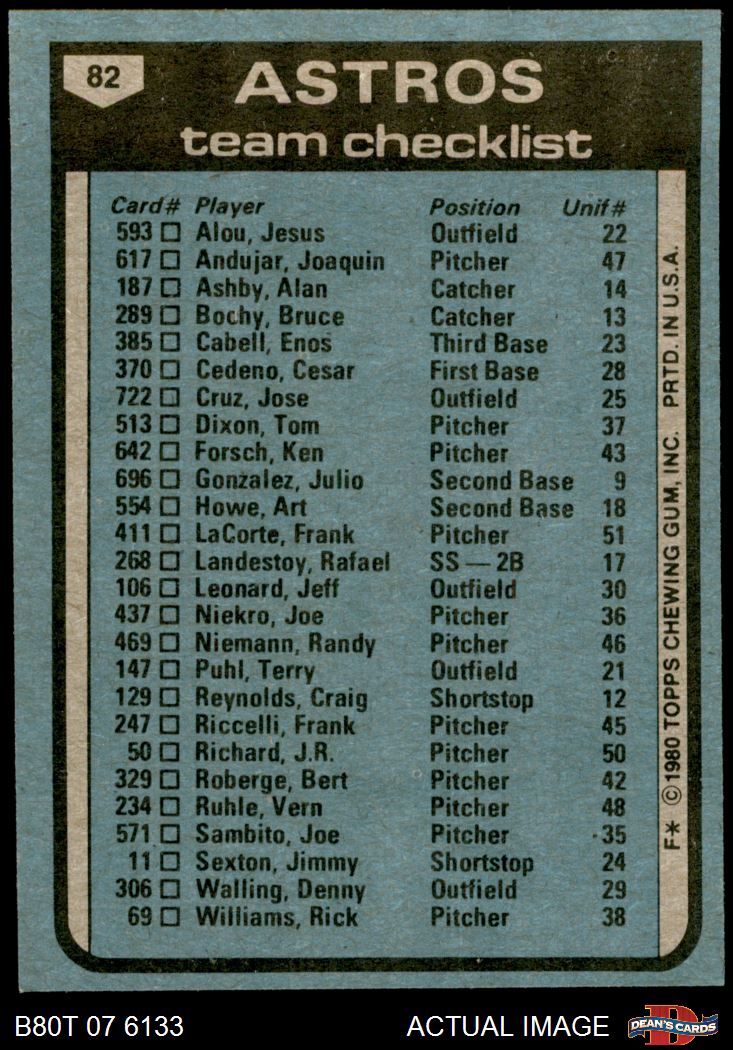 82
ASTROS
team checklist
Card# Player Position Unif#
593 Alou, Jesus Outfield 22
617 Andujar, Joaquin Pitcher 47
187 Ashby, Alan Catcher 14
289 Bochy, Bruce Catcher 13
385 Cabell, Enos Third Base 23
370 Cedeno, Cesar First Base 28
722 Cruz, Jose Outfield 25
513 Dixon, Tom Pitcher 37
642 Forsch, Ken Pitcher 43
696 Gonzalez, Julio Second Base 9
554 Howe, Art Second Base 18
411 LaCorte, Frank Pitcher 51
268 Landestoy, Rafael SS — 2B 17
106 Leonard, Jeff Outfield 30
437 Niekro, Joe Pitcher 36
469 Niemann, Randy Pitcher 46
147 Puhl, Terry Outfield 21
129 Reynolds, Craig Shortstop 12
247 Riccelli, Frank Pitcher 45
50 Richard, J.R. Pitcher 50
329 Roberge, Bert Pitcher 42
234 Ruhle, Vern Pitcher 48
571 Sambito, Joe Pitcher 35
11 Sexton, Jimmy Shortstop 24
306 Walling, Denny Outfield 29
69 Williams, Rick Pitcher 38
F* © 1980 TOPPS CHEWING GUM, INC. PRTD. IN U.S.A.
B80T 07 6133 ACTUAL IMAGE
DEAN'S CARDS